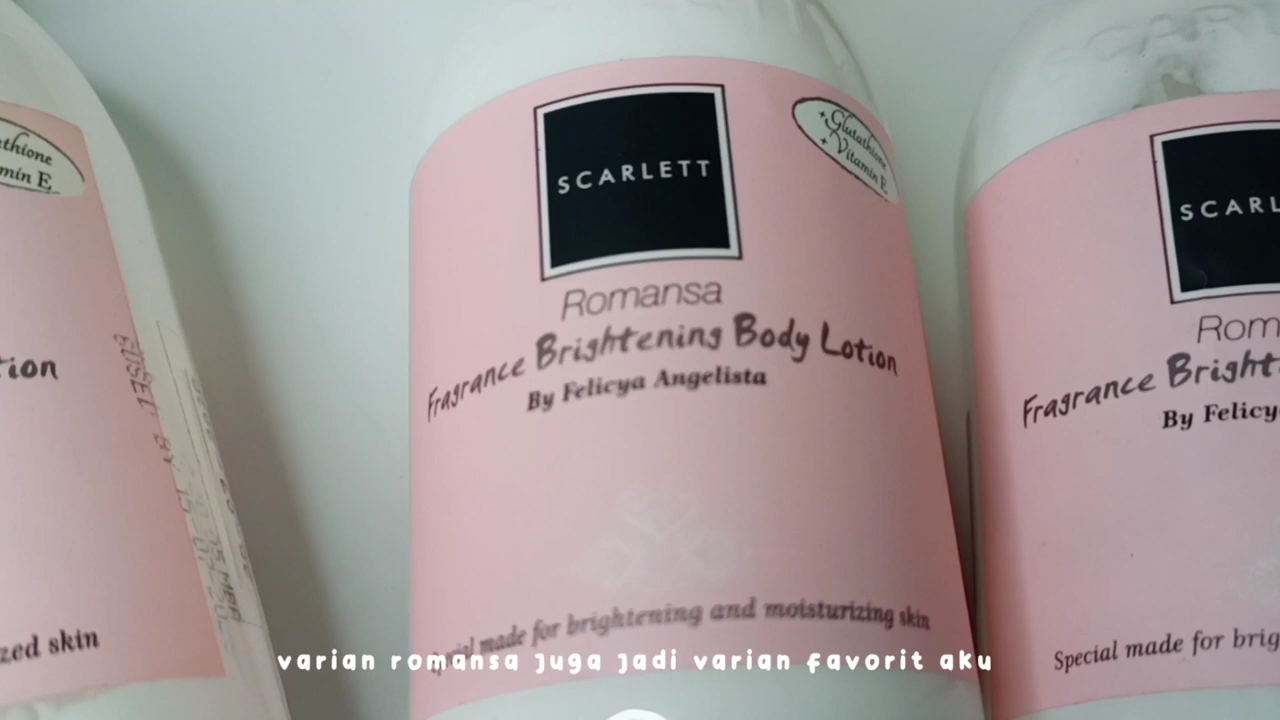 thione
min E
tion
zed skin
SCARLETT
+Glutathione
+Vitamin E
Romansa
Fragrance Brightening Body Lotion
By Felicya Angelista
made for brightening and moisturizing skin
SCARL
Rom
Fragrance Bright
By Felicy
Special made for brig
varian romansa juga jadi varian favorit aku